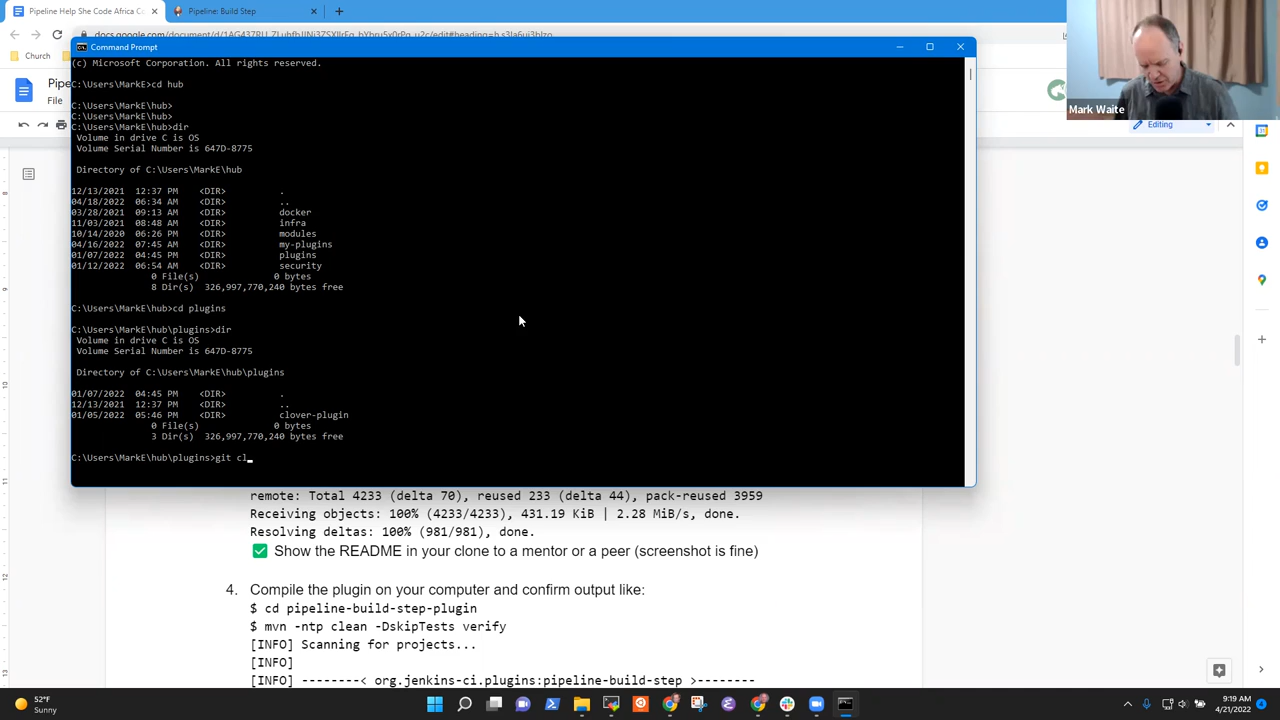 Pipeline Help She Code Africa C
Pipeline: Build Step
Church
Command Prompt
(c) Microsoft Corporation. All rights reserved.
C:\Users\MarkE>cd hub
C:\Users\MarkE\hub>
C:\Users\MarkE\hub>
C:\Users\MarkE\hub>dir
Volume in drive C is OS
Volume Serial Number is 647D-8775
Directory of C:\Users\MarkE\hub
12/13/2021 12:37 PM <DIR> .
04/18/2022 06:34 AM <DIR> ..
03/28/2021 09:13 AM <DIR> docker
11/03/2021 08:48 AM <DIR> infra
10/14/2020 06:26 PM <DIR> modules
04/16/2022 07:45 AM <DIR> my-plugins
01/07/2022 04:45 PM <DIR> plugins
01/12/2022 06:54 AM <DIR> security
0 File(s) 0 bytes
8 Dir(s) 326,997,770,240 bytes free
C:\Users\MarkE\hub>cd plugins
C:\Users\MarkE\hub\plugins>dir
Volume in drive C is OS
Volume Serial Number is 647D-8775
Directory of C:\Users\MarkE\hub\plugins
01/07/2022 04:45 PM <DIR> .
12/13/2021 12:37 PM <DIR> ..
01/05/2022 05:46 PM <DIR> clover-plugin
0 File(s) 0 bytes
3 Dir(s) 326,997,770,240 bytes free
C:\Users\MarkE\hub\plugins>git cl
Mark Waite
Pipe
File
Editing
remote: Total 4233 (delta 70), reused 233 (delta 44), pack-reused 3959
Receiving objects: 100% (4233/4233), 431.19 KiB | 2.28 MiB/s, done.
Resolving deltas: 100% (981/981), done.
✅ Show the README in your clone to a mentor or a peer (screenshot is fine)
4. Compile the plugin on your computer and confirm output like:
$ cd pipeline-build-step-plugin
$ mvn -ntp clean -DskipTests verify
[INFO] Scanning for projects...
[INFO]
[INFO] --------< org.jenkins-ci.plugins:pipeline-build-step >--------
52°F
Sunny
9:19 AM
4/21/2022